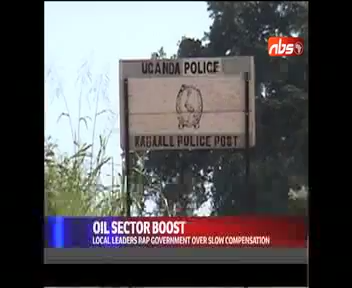 nbs
UGANDA POLICE
KABAALE POLICE POST
OIL SECTOR BOOST
LOCAL LEADERS RAP GOVERNMENT OVER SLOW COMPENSATION